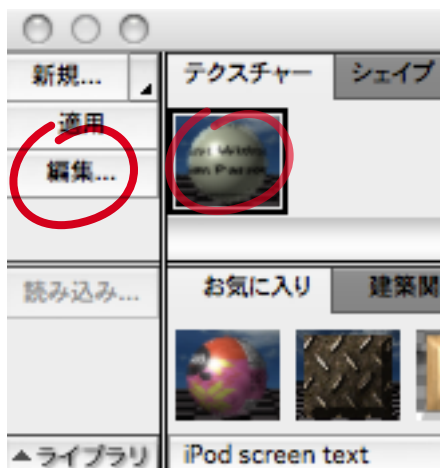 新規...
テクスチャー
シェイプ
適用
編集...
読み込み...
お気に入り
建築関
ライブラリ
iPod screen text